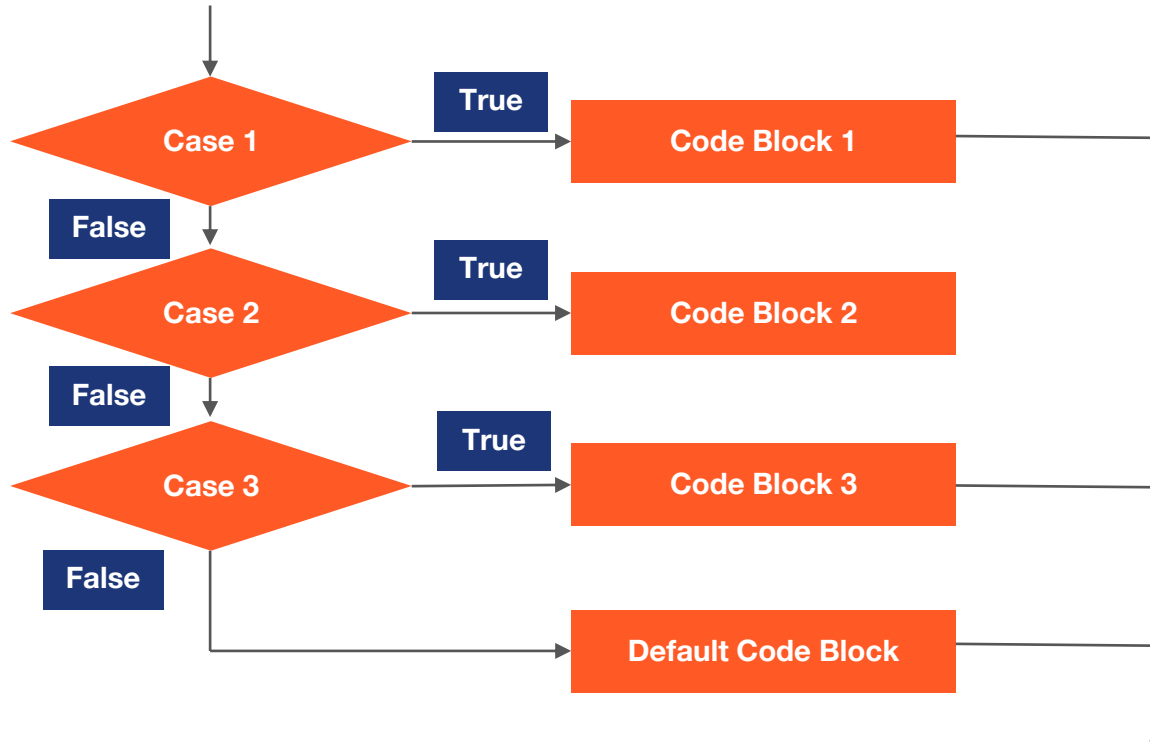 True
Case 1
Code Block 1
False
True
Case 2
Code Block 2
False
True
Case 3
Code Block 3
False
Default Code Block